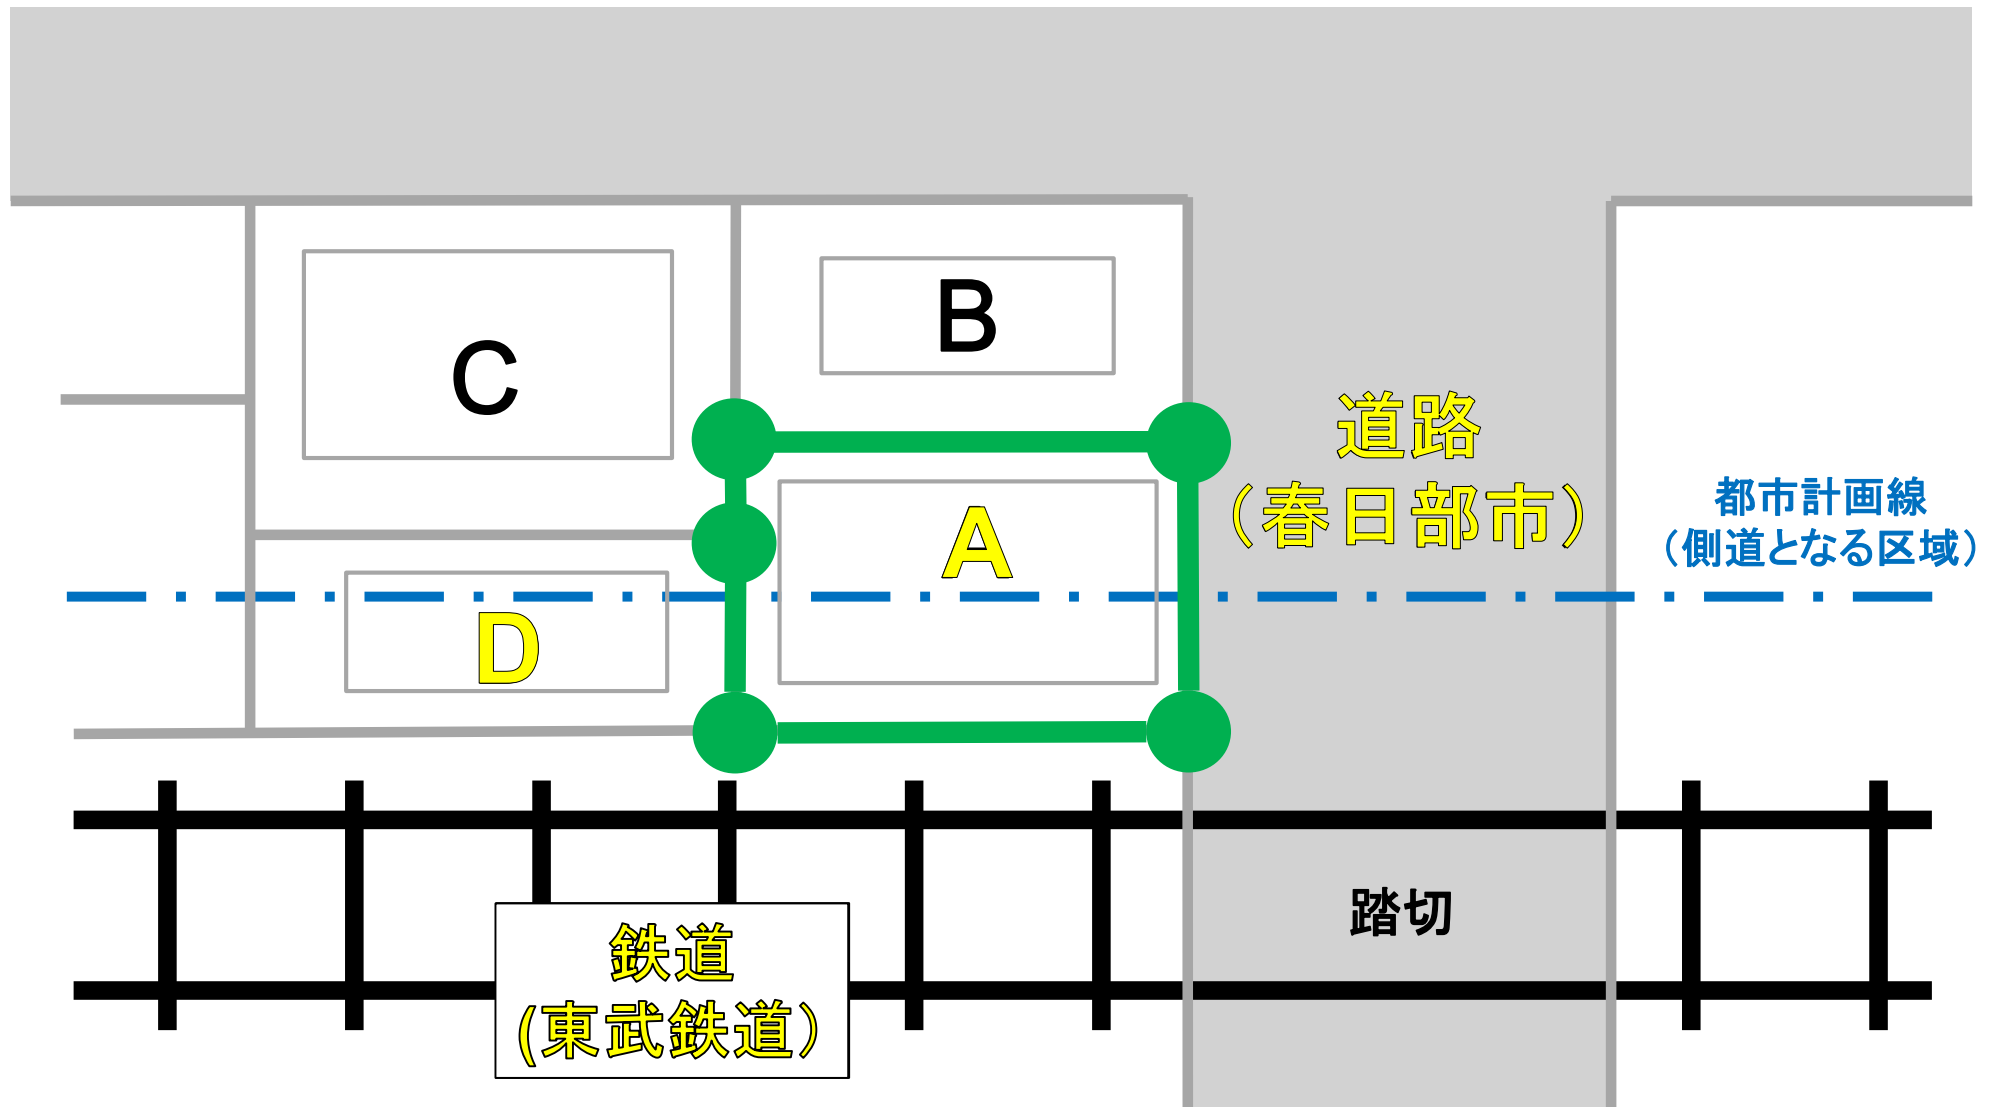 B
C
道路
（春日部市）
都市計画線
（側道となる区域）
A
D
踏切
鉄道
(東武鉄道）